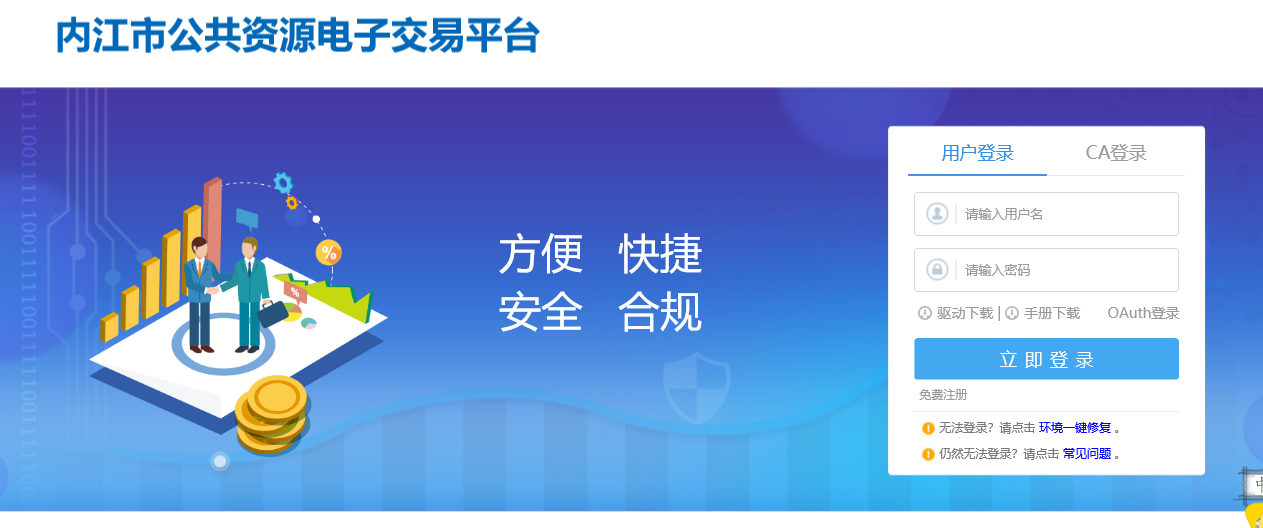 内江市公共资源电子交易平台
用户登录 CA登录
请输入用户名
请输入密码
驱动下载 | 手册下载 OAuth登录
立即登录
免费注册
无法登录？请点击 环境一键修复 。
仍然无法登录？请点击 常见问题 。
方便 快捷
安全 合规
%
%